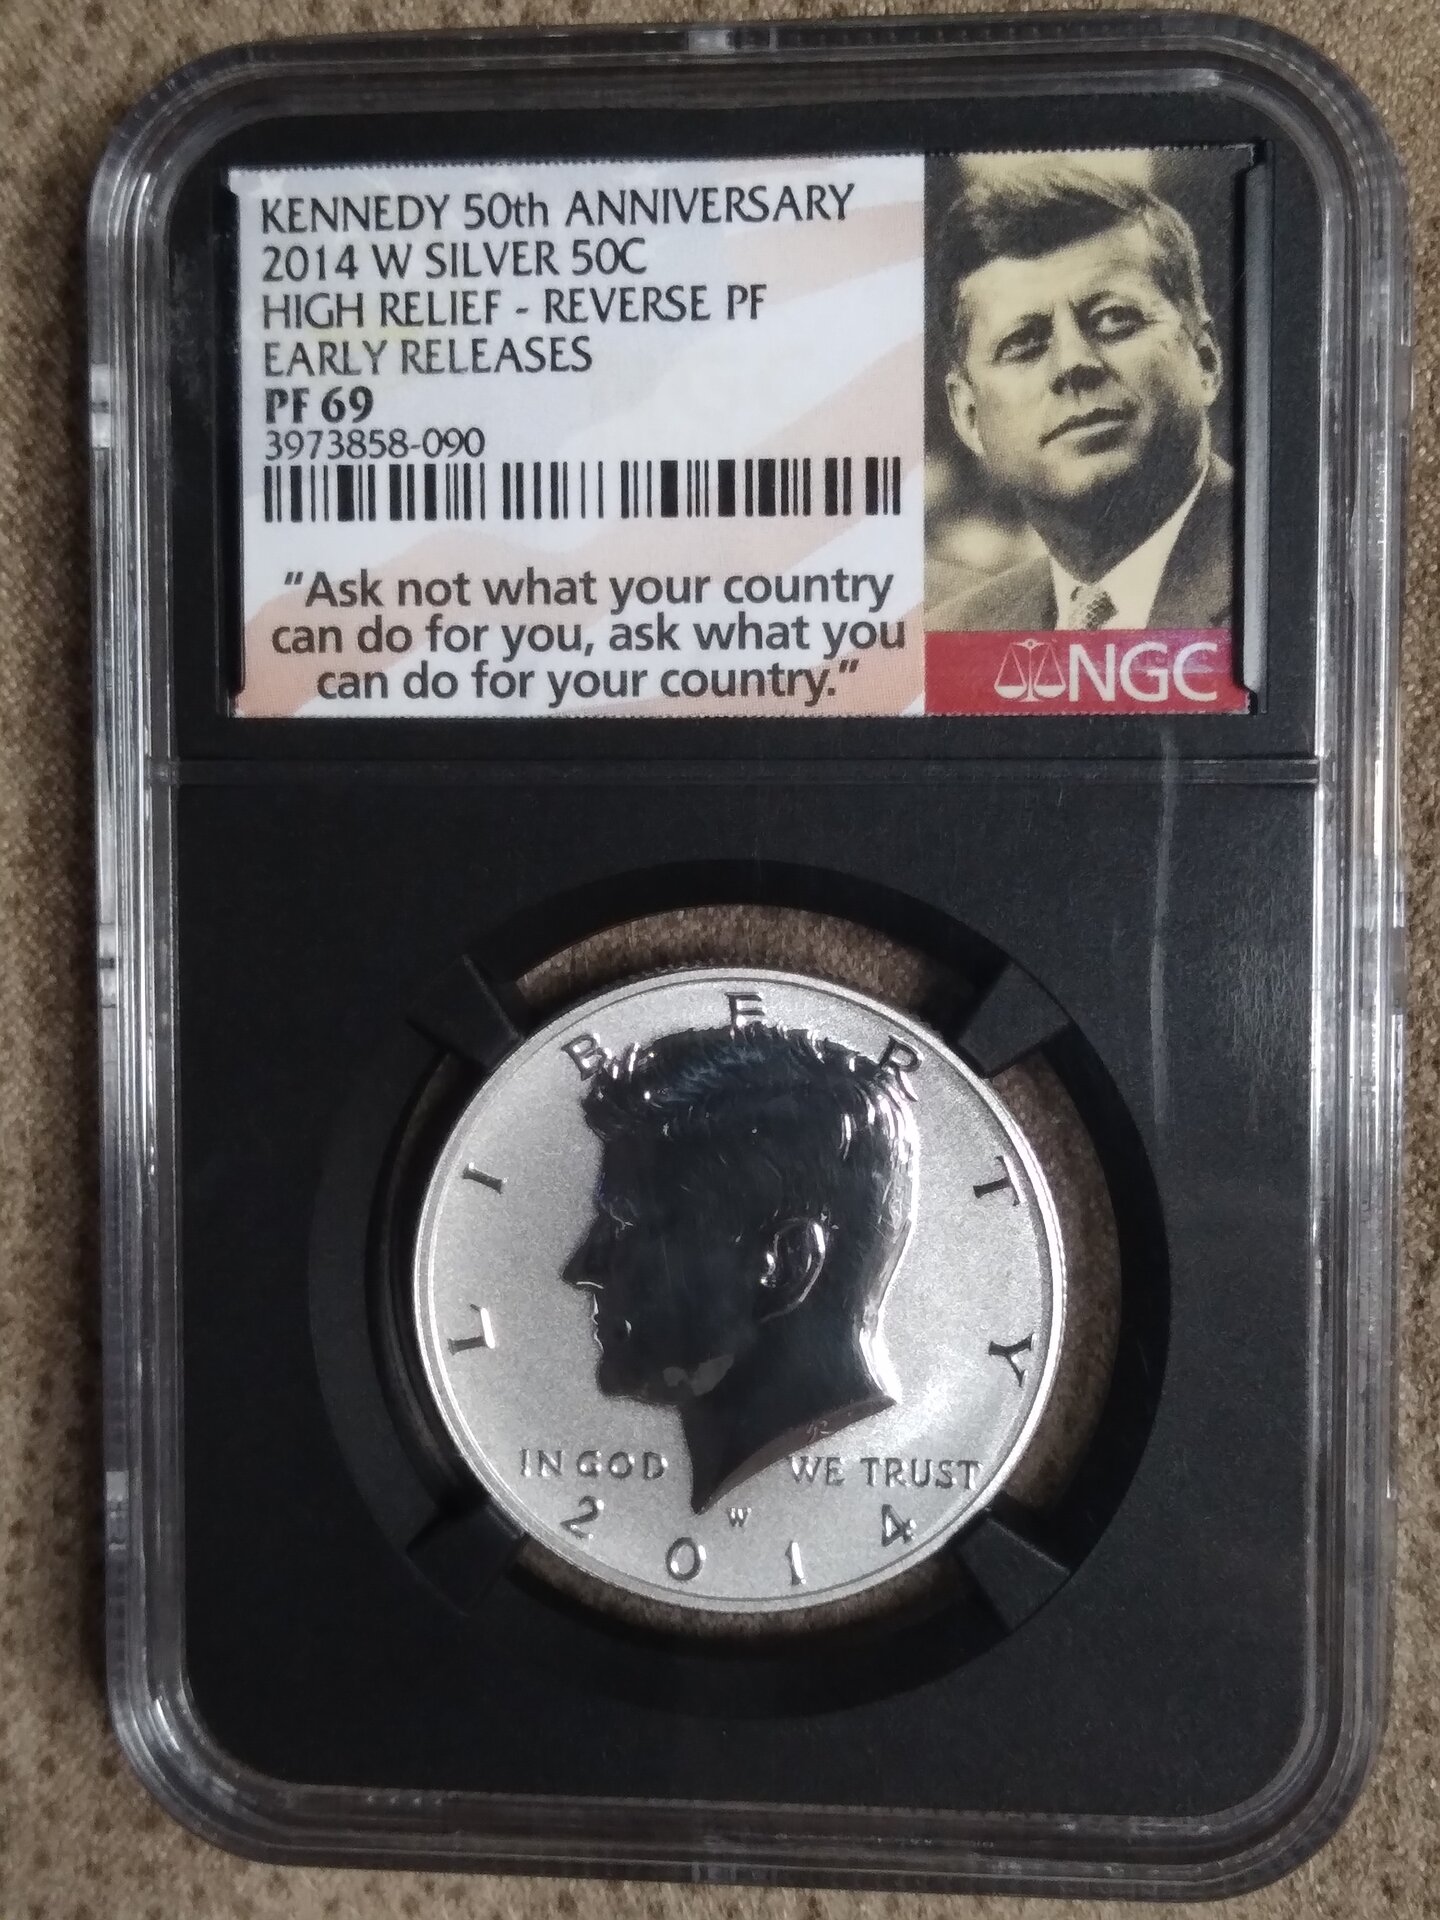 KENNEDY 50th ANNIVERSARY
2014 W SILVER 50C
HIGH RELIEF - REVERSE PF
EARLY RELEASES
PF 69
3973858-090
"Ask not what your country
can do for you, ask what you
can do for your country."
NGC
LIBERTY
IN GOD WE TRUST
W
2014